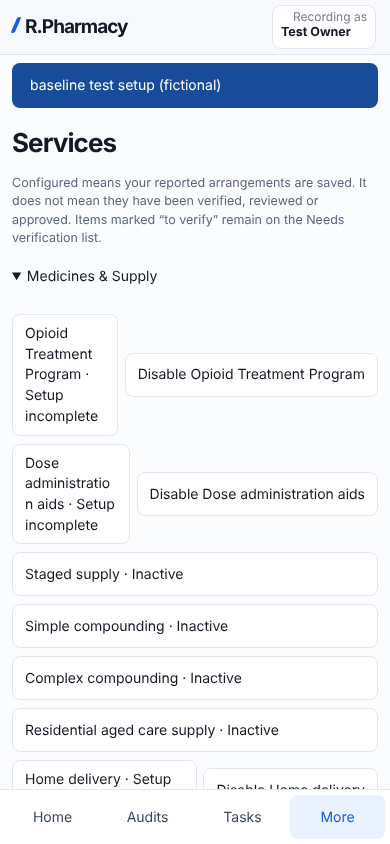 R.Pharmacy
Recording as
Test Owner
baseline test setup (fictional)
Services
Configured means your reported arrangements are saved. It
does not mean they have been verified, reviewed or
approved. Items marked “to verify” remain on the Needs
verification list.
▼ Medicines & Supply
Opioid
Treatment
Program ·
Setup
incomplete
Disable Opioid Treatment Program
Dose
administratio
n aids · Setup
incomplete
Disable Dose administration aids
Staged supply · Inactive
Simple compounding · Inactive
Complex compounding · Inactive
Residential aged care supply · Inactive
Home delivery · Setup
Disable Home delivery
Home
Audits
Tasks
More